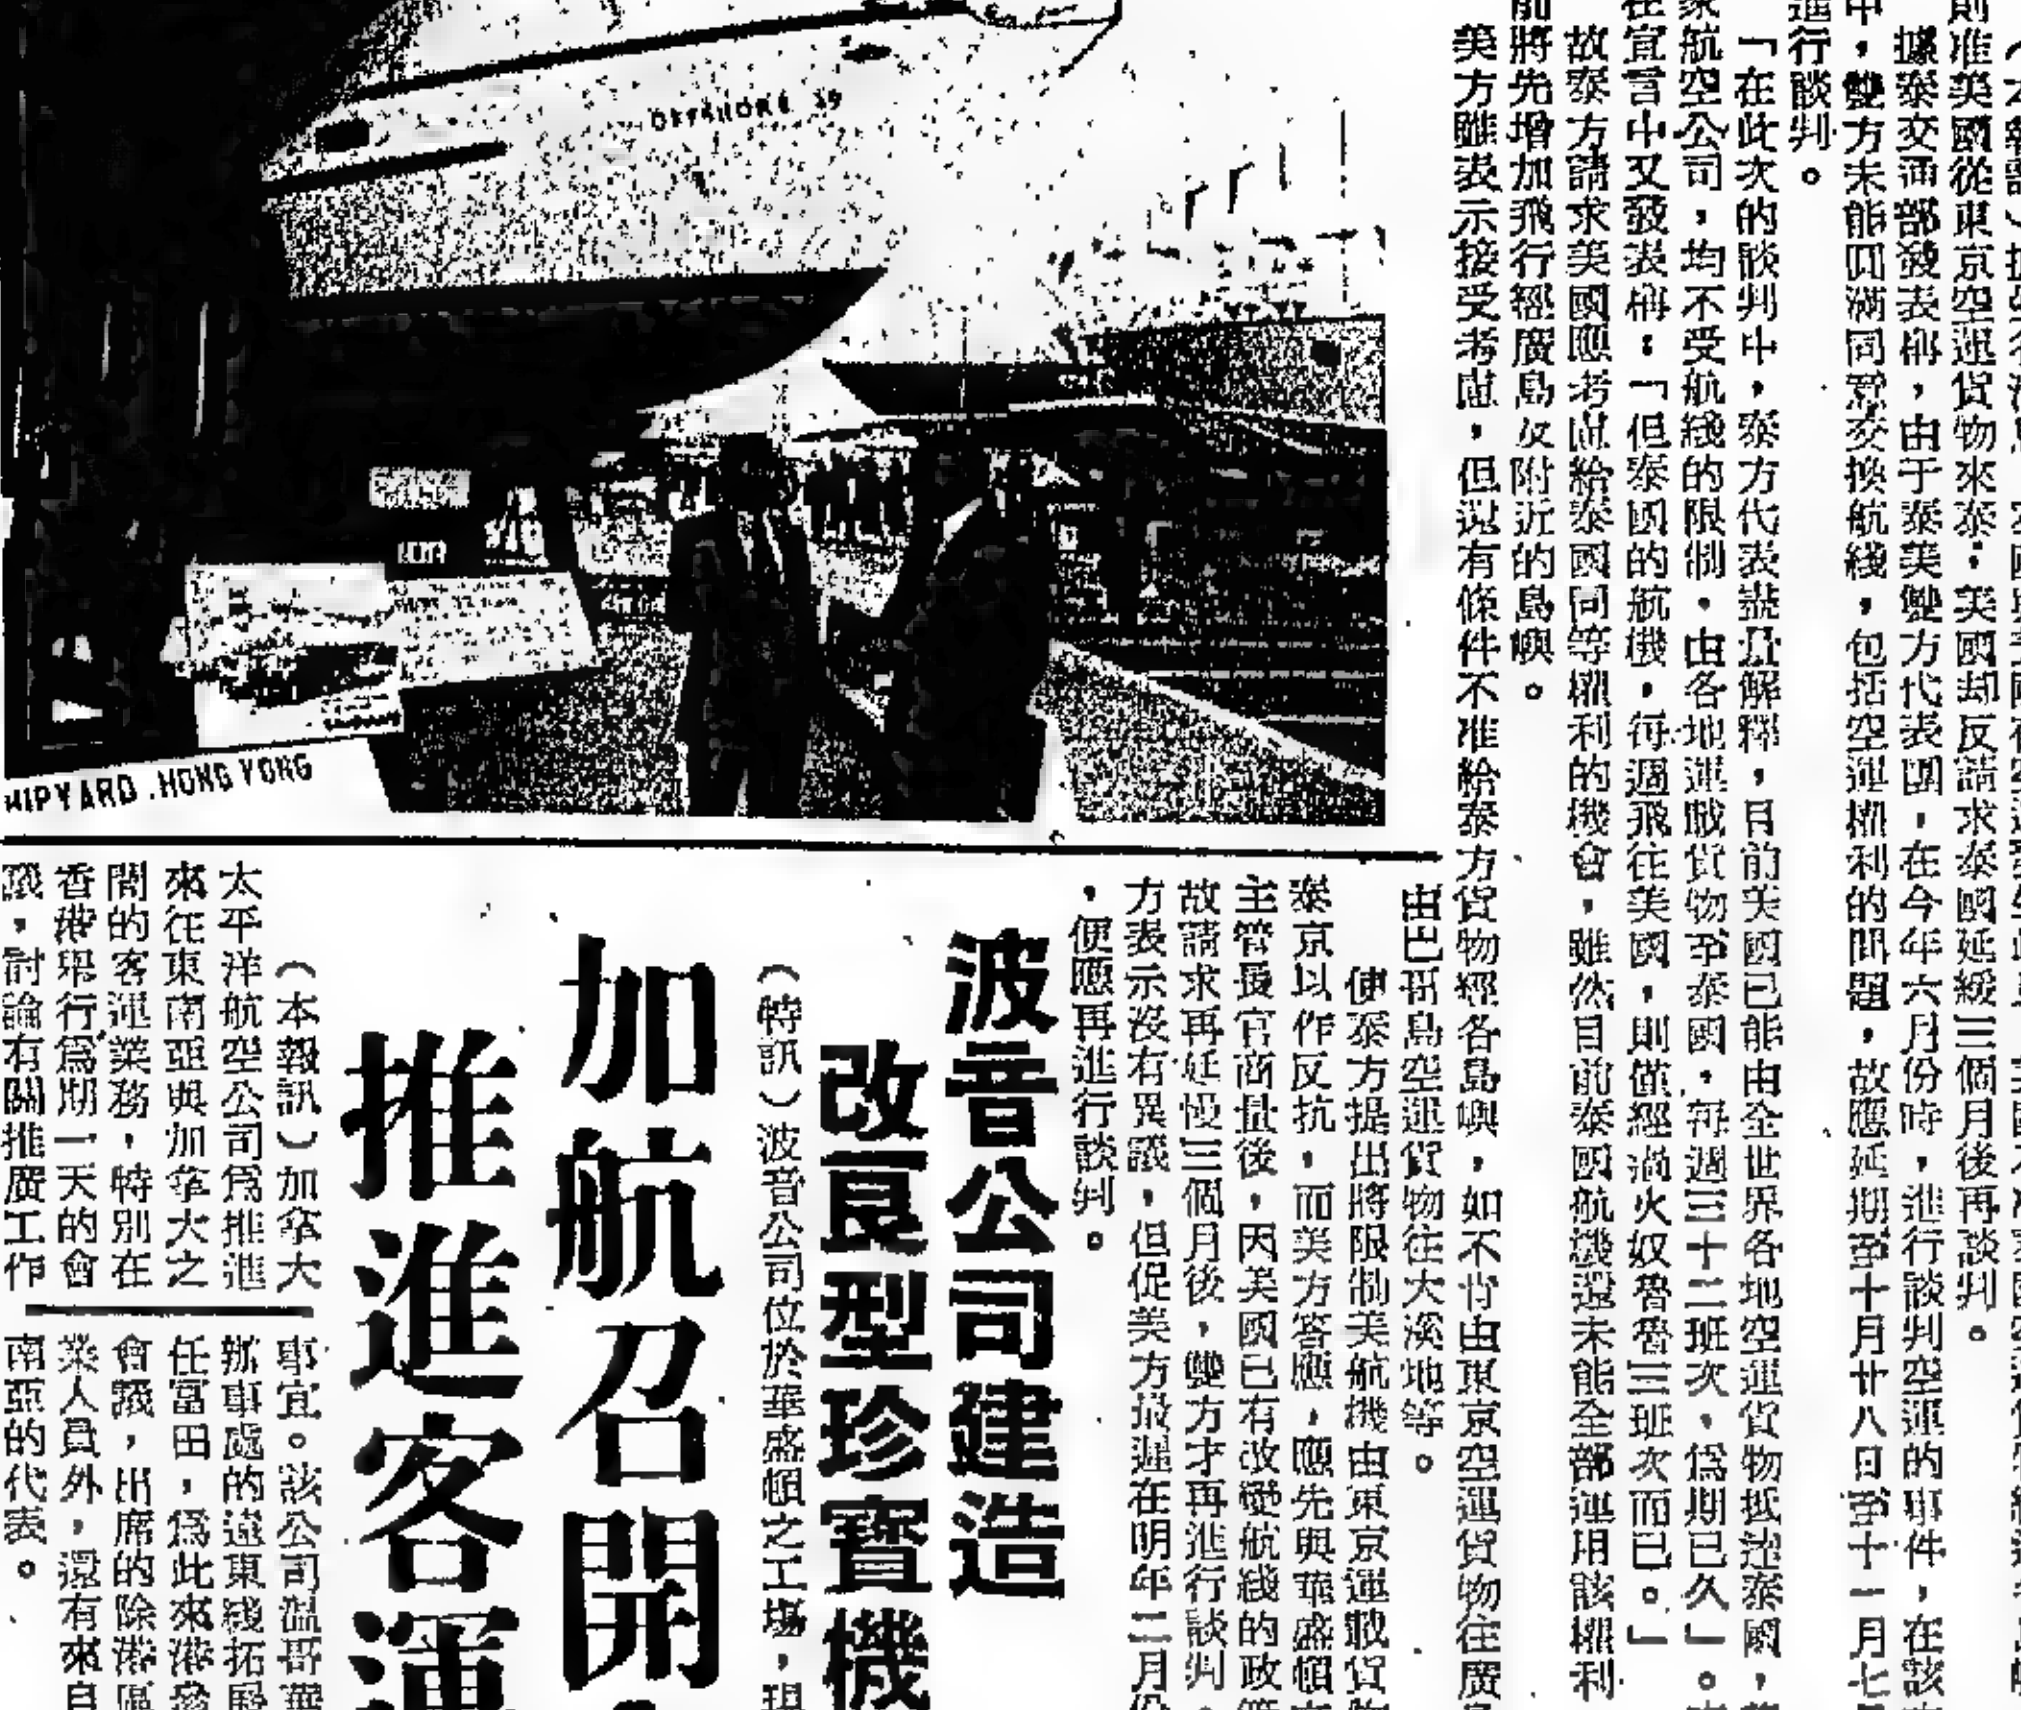 OFFSHORE 39
HIPYARD . HONG KONG
則准美國從東京空運貨物來泰,美國却反請求泰國延緩三個月後再談判。
據泰交通部發表稱,由于泰美雙方代表團,在今年六月份時,進行談判空運的事件,在該
中,雙方未能圓滿同意交換航綫,包括空運權利的問題,故應延期至十月廿八日至十一月七
進行談判。
「在此次的談判中,泰方代表盡量解釋,目前美國已能由全世界各地空運貨物抵達泰國,
航空公司,均不受航綫的限制,由各地運載貨物至泰國,每週三十二班次,爲期已久」。
在宣言中又發表稱:「但泰國的航機,每週飛往美國,則僅經過火奴魯魯三班次而已。」
故泰方請求美國應考慮給泰國同等權利的機會,雖然目前泰國航機還未能全部運用該權利
前將先增加飛行經廣島及附近的島嶼。
美方雖表示接受考慮,但還有條件不准給泰方貨物經各島嶼,如不肯由東京空運貨物往廣
由巴哥島空運貨物往大溪地等。
使泰方提出將限制美航機由東京運載貨
泰京以作反抗,而美方答應,應先與華盛頓
主管長官商量後,因美國已有改變航綫的政
故請求再延慢三個月後,雙方才再進行談判,
方表示沒有異議,但促美方最遲在明年二月份
,便應再進行談判。
波音公司建造
改良型珍寶機
(特訊)波音公司位於華盛頓之工場,現
加航召開
推進客運
(本報訊)加拿大
太平洋航空公司爲推進
來往東南亞與加拿大之
間的客運業務,特別在
香港舉行爲期一天的會
議,討論有關推廣工作
事宜。該公司溫哥華
辦事處的遠東綫拓展
任富田,爲此來港參
會議,出席的除港區
業人員外,還有來自
南亞的代表。